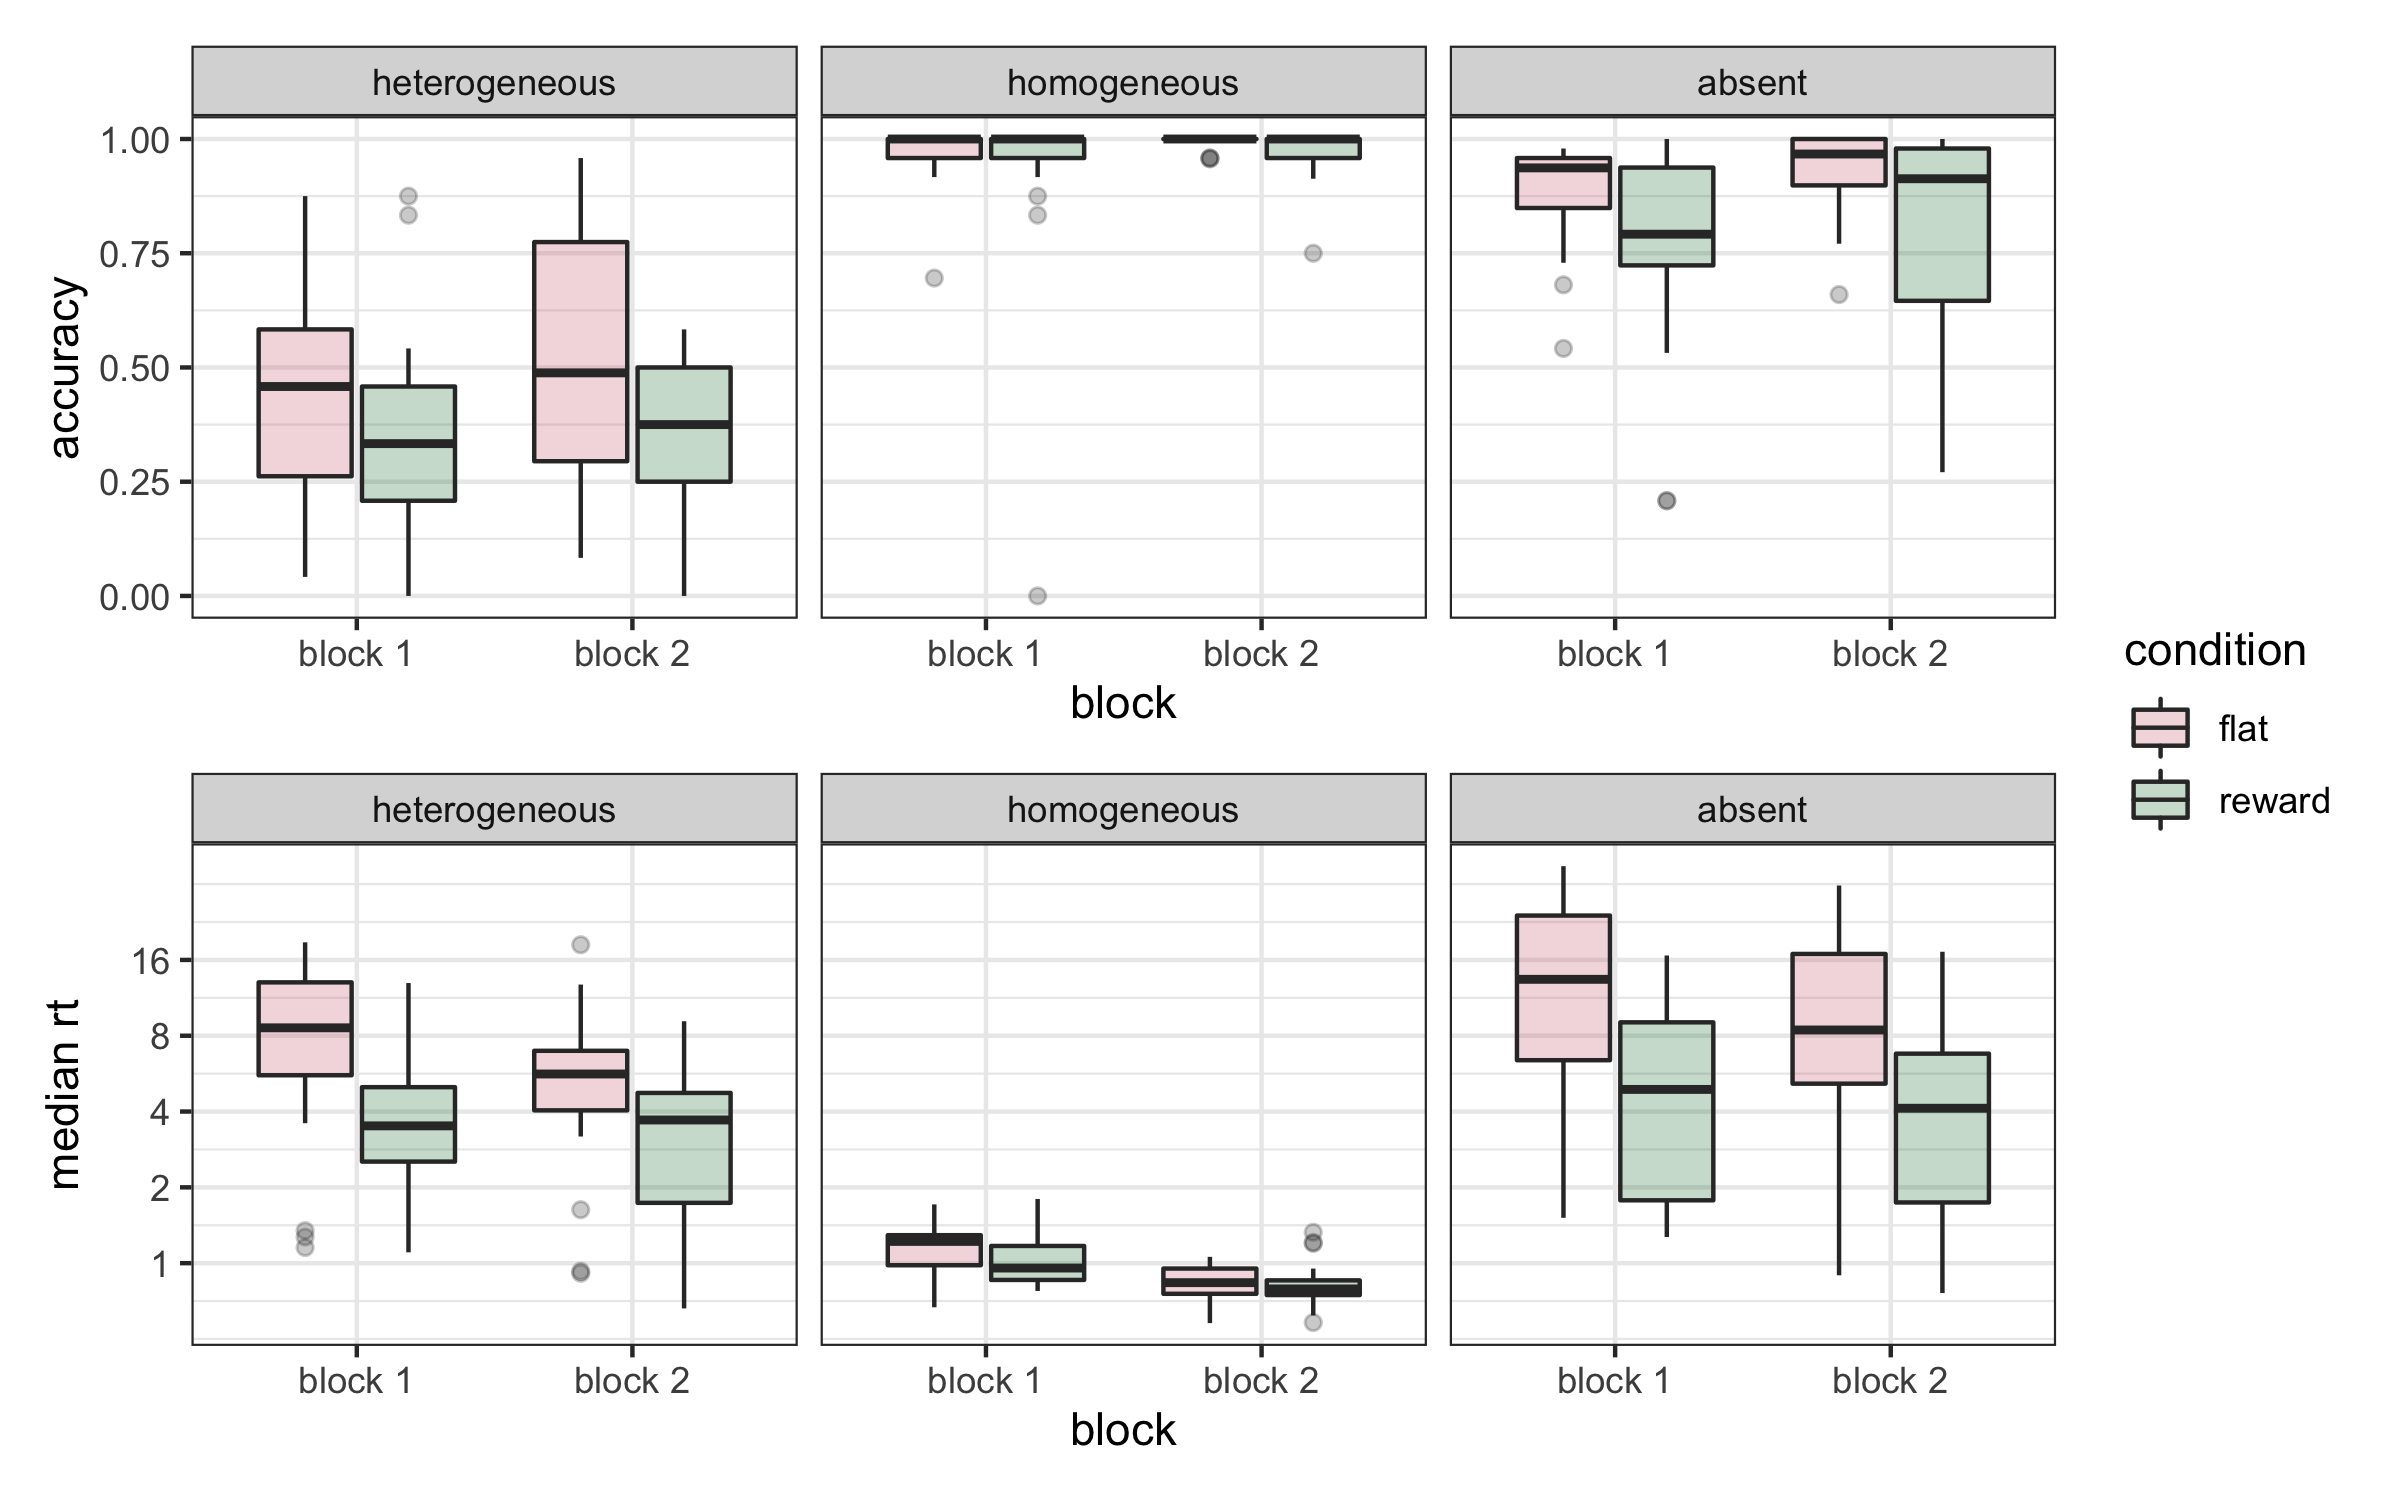 heterogeneous homogeneous absent
1.00
0.75
0.50
0.25
0.00
accuracy
block 1 block 2 block 1 block 2 block 1 block 2
block
condition
flat
reward
heterogeneous homogeneous absent
16
8
4
2
1
median rt
block 1 block 2 block 1 block 2 block 1 block 2
block